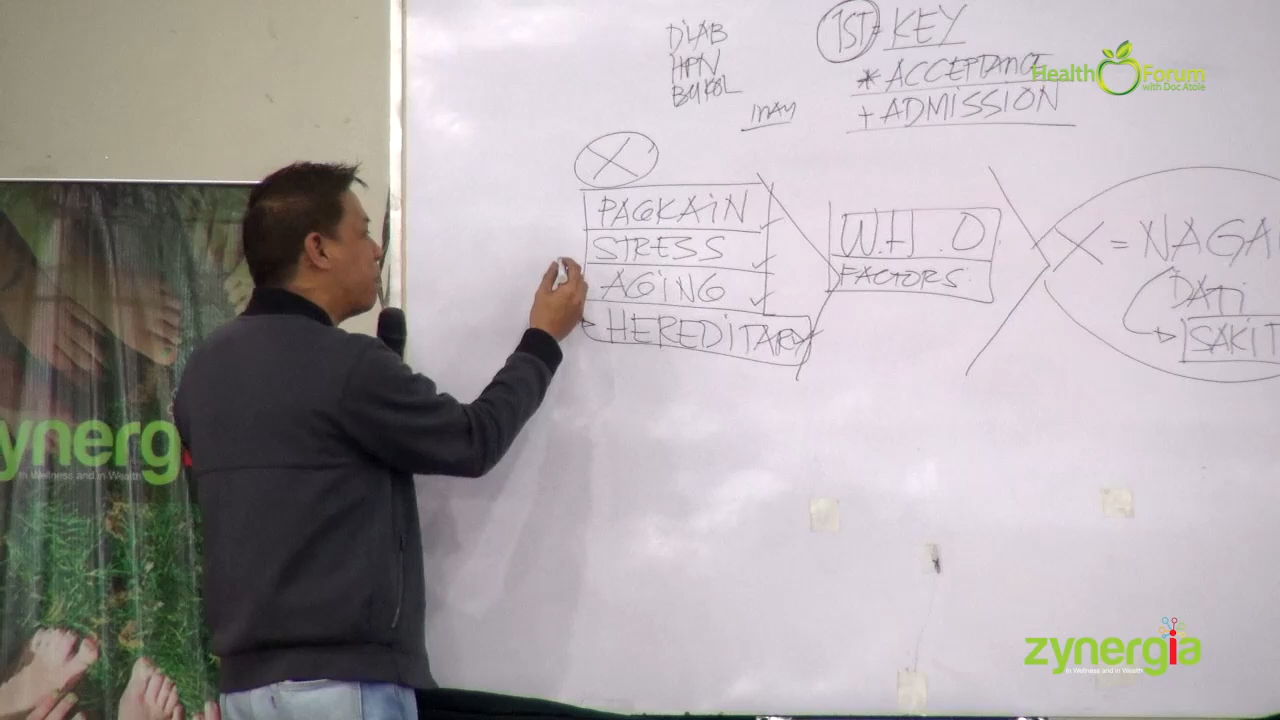 DIAB
HPN
BUKOL
INAY
1ST KEY
* ACCEPTANCE
+ ADMISSION
Health Forum
with Doc Atoie
X
PAGKAIN
STRESS
AGING
HEREDITARY
W.H.O
FACTORS
X = NAGA
DATI
SAKIT
zynergia
In Wellness and in Wealth
zynergia
In Wellness and in Wealth